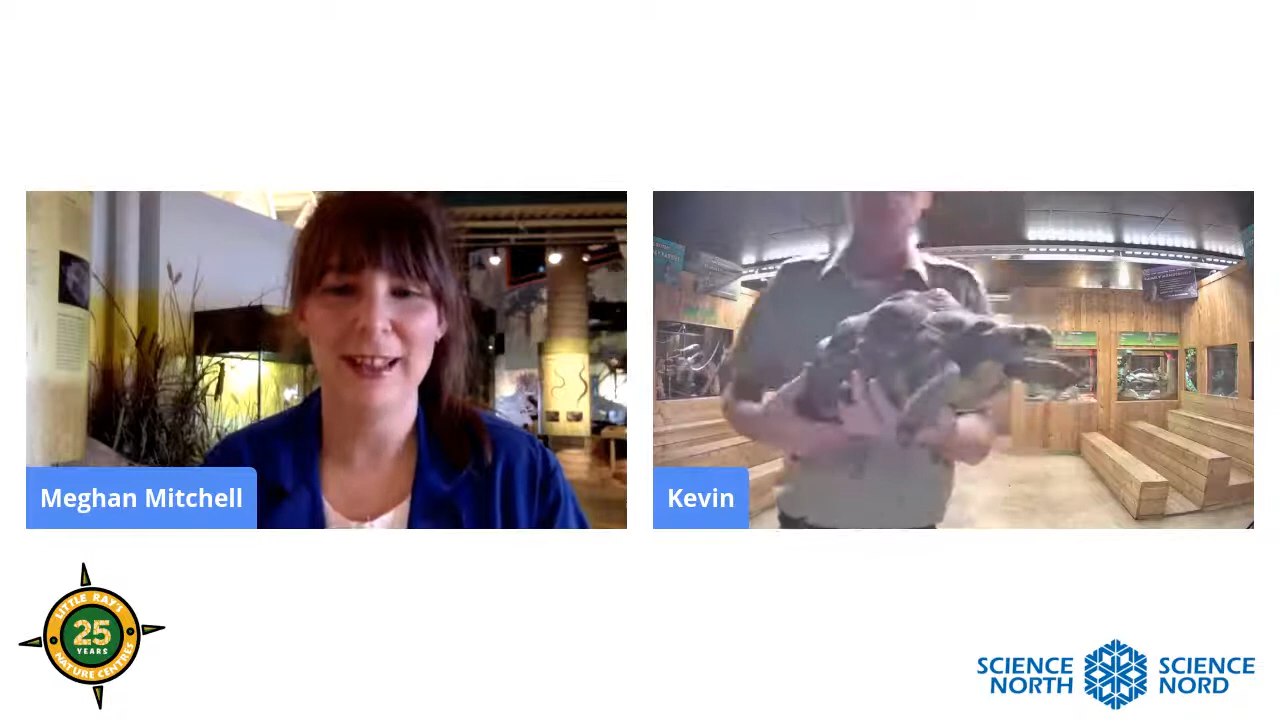 Meghan Mitchell
Kevin
LITTLE RAY'S
25
YEARS
NATURE CENTRES
SCIENCE NORTH
SCIENCE NORD